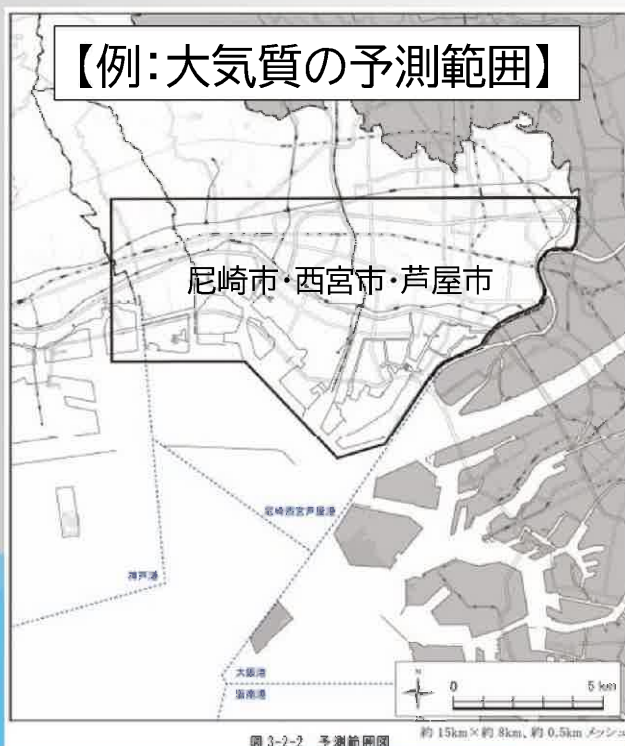 【例:大気質の予測範囲】
尼崎市・西宮市・芦屋市
尼崎西宮芦屋港
神戸港
大阪港
阪南港
N
0 5 km
図 3-2-2 予測範囲図
約 15km×約 8km、約 0.5km メッシュ